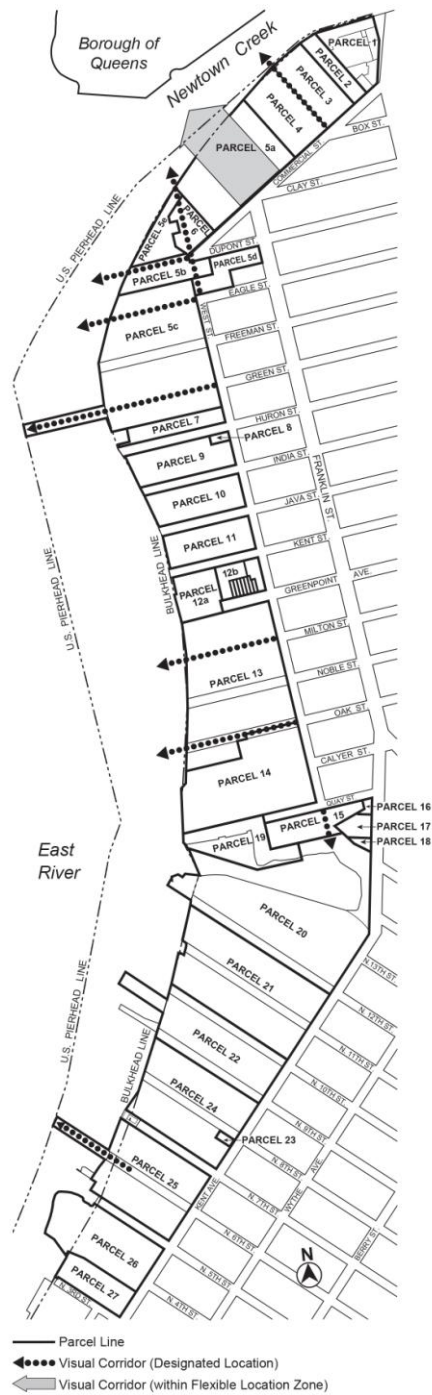 Borough of
Queens
Newtown Creek
PARCEL 1
PARCEL 2
PARCEL 3
PARCEL 4
PARCEL
5a
COMMERCIAL ST.
BOX ST.
CLAY ST.
U.S. PIERHEAD LINE
PARCEL 5e
PARCEL
6
DUPONT ST.
PARCEL 5b
PARCEL 5d
EAGLE ST.
PARCEL 5c
WEST ST.
FREEMAN ST.
GREEN ST.
PARCEL 7
HURON ST.
PARCEL 8
PARCEL 9
INDIA ST.
FRANKLIN ST.
PARCEL 10
JAVA ST.
PARCEL 11
KENT ST.
BULKHEAD LINE
U.S. PIERHEAD LINE
PARCEL
12a
12b
GREENPOINT AVE.
MILTON ST.
PARCEL 13
NOBLE ST.
OAK ST.
CALYER ST.
PARCEL 14
QUAY ST.
PARCEL 15
PARCEL 16
PARCEL 17
PARCEL 18
PARCEL 19
East
River
PARCEL 20
N. 13TH ST.
PARCEL 21
N. 12TH ST.
N. 11TH ST.
PARCEL 22
N. 10TH ST.
U.S. PIERHEAD LINE
BULKHEAD LINE
PARCEL 24
N. 9TH ST.
PARCEL 23
N. 8TH ST.
WYTHE AVE.
PARCEL 25
KENT AVE.
N. 7TH ST.
BERRY ST.
N. 6TH ST.
PARCEL 26
N. 5TH ST.
N
PARCEL 27
N. 4TH ST.
N. 3RD ST.
Parcel Line
Visual Corridor (Designated Location)
Visual Corridor (within Flexible Location Zone)